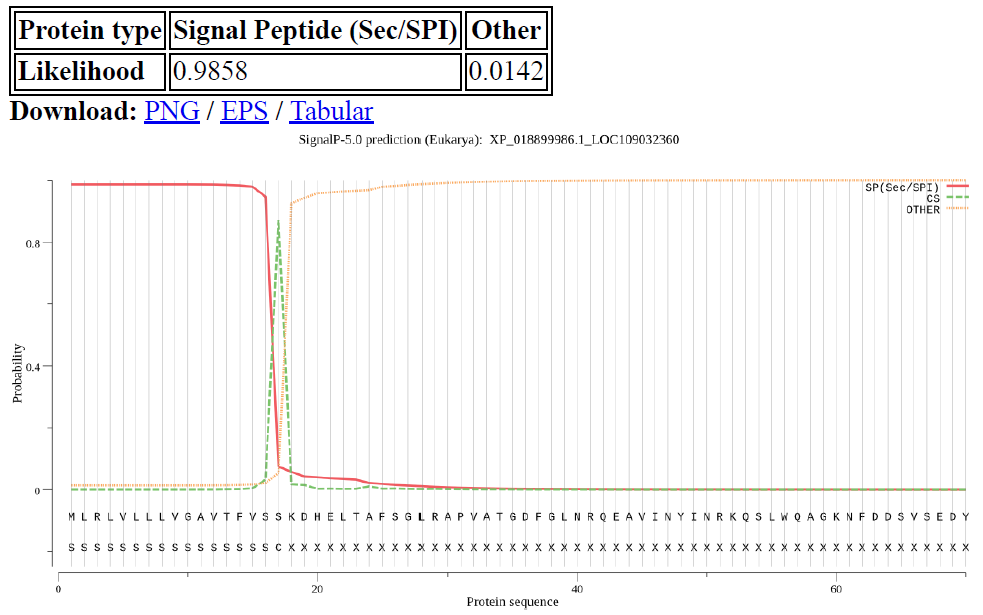 Protein type Signal Peptide (Sec/SPI) Other
Likelihood 0.9858 0.0142
Download: PNG / EPS / Tabular
SignalP-5.0 prediction (Eukarya): XP_018899986.1_LOC109032360
SP(Sec/SPI)
CS
OTHER
0.8
0.4
0
Probability
M L R L V L L L V G A V T F V S S K D H E L T A F S G L R A P V A T G D F G L N R Q E A V I N Y I N R K Q S L W Q A G K N F D D S V S E D Y
S S S S S S S S S S S S S S S S C X X X X X X X X X X X X X X X X X X X X X X X X X X X X X X X X X X X X X X X X X X X X X X X X X X X X X
0 20 40 60
Protein sequence